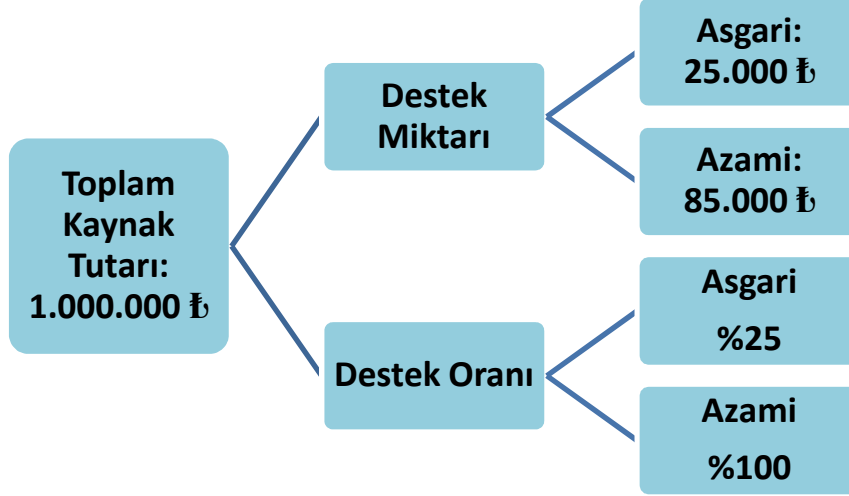 Toplam
Kaynak
Tutarı:
1.000.000 ₺
Destek
Miktarı
Asgari:
25.000 ₺
Azami:
85.000 ₺
Destek Oranı
Asgari
%25
Azami
%100